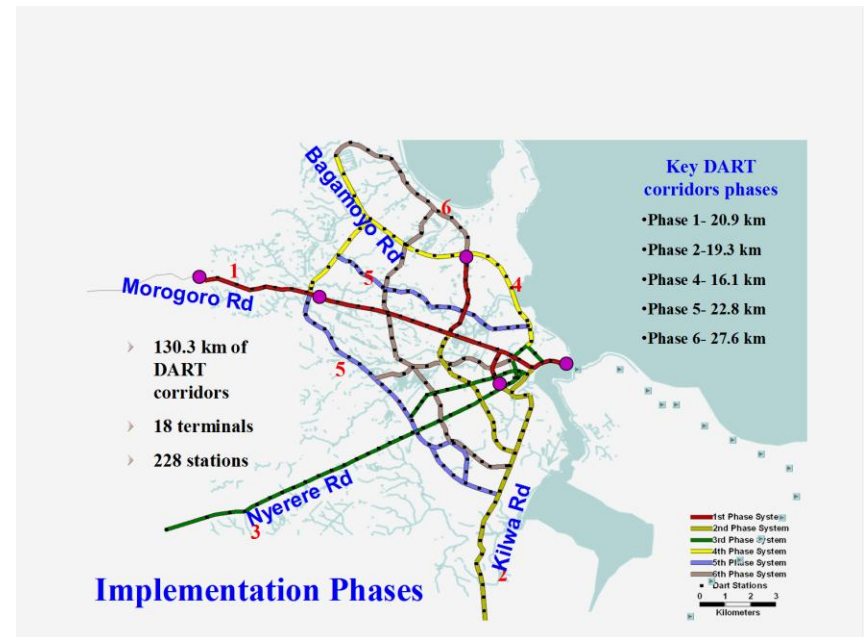 Key DART
corridors phases
•Phase 1- 20.9 km
•Phase 2-19.3 km
•Phase 4- 16.1 km
•Phase 5- 22.8 km
•Phase 6- 27.6 km
Bagamoyo Rd
6
1
5
4
Morogoro Rd
130.3 km of
DART
corridors
18 terminals
228 stations
5
Nyerere Rd
3
Kilwa Rd
2
1st Phase System
2nd Phase System
3rd Phase System
4th Phase System
5th Phase System
6th Phase System
Dart Stations
0 1 2 3
Kilometers
Implementation Phases